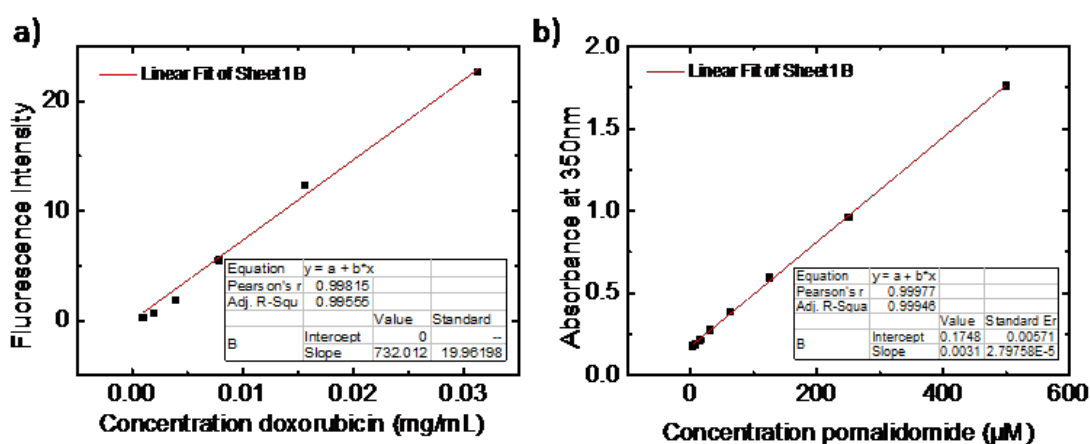 a)
Linear Fit of Sheet1 B
Fluorescence Intensity
20
10
0
Equation y = a + b*x
Pearson's r 0.99815
Adj. R-Squ 0.99555
Value Standard
B Intercept 0 --
Slope 732.012 19.96198
0.00 0.01 0.02 0.03
Concentration doxorubicin (mg/mL)
b)
Linear Fit of Sheet1 B
Absorbance at 350nm
2.0
1.5
1.0
0.5
0.0
Equation y = a + b*x
Pearson's r 0.99977
Adj. R-Squa 0.99946
Value Standard Er
B Intercept 0.1748 0.00571
Slope 0.0031 2.79758E-5
0 200 400 600
Concentration pomalidomide (µM)